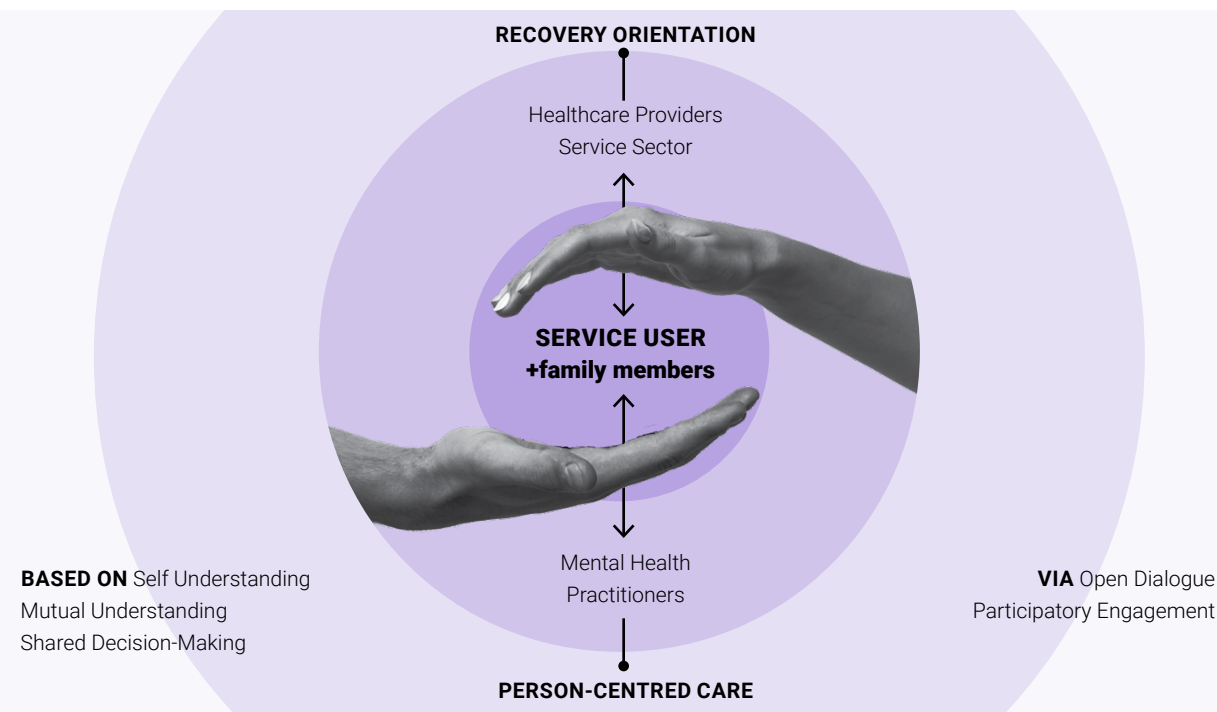 RECOVERY ORIENTATION
Healthcare Providers
Service Sector
SERVICE USER
+family members
Mental Health
Practitioners
BASED ON Self Understanding
Mutual Understanding
Shared Decision-Making
VIA Open Dialogue
Participatory Engagement
PERSON-CENTRED CARE